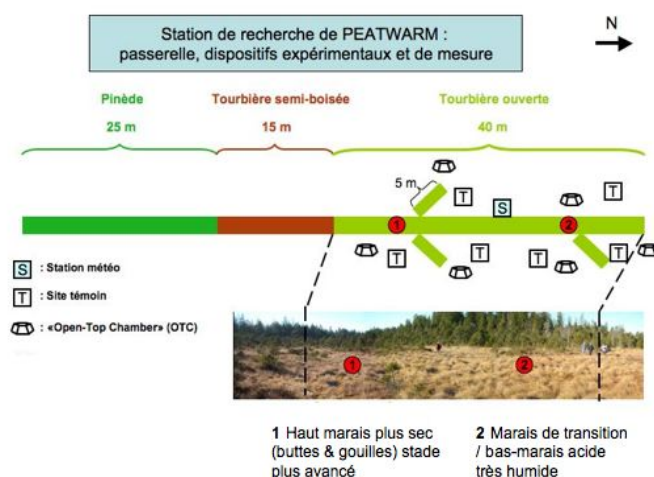 Station de recherche de PEATWARM :
passerelle, dispositifs expérimentaux et de mesure
N
Pinède
25 m
Tourbière semi-boisée
15 m
Tourbière ouverte
40 m
5 m
T
T
S
1
2
T
T
T
T
S : Station météo
T : Site témoin
: «Open-Top Chamber» (OTC)
1
2
1 Haut marais plus sec
(buttes & gouilles) stade
plus avancé
2 Marais de transition
/ bas-marais acide
très humide